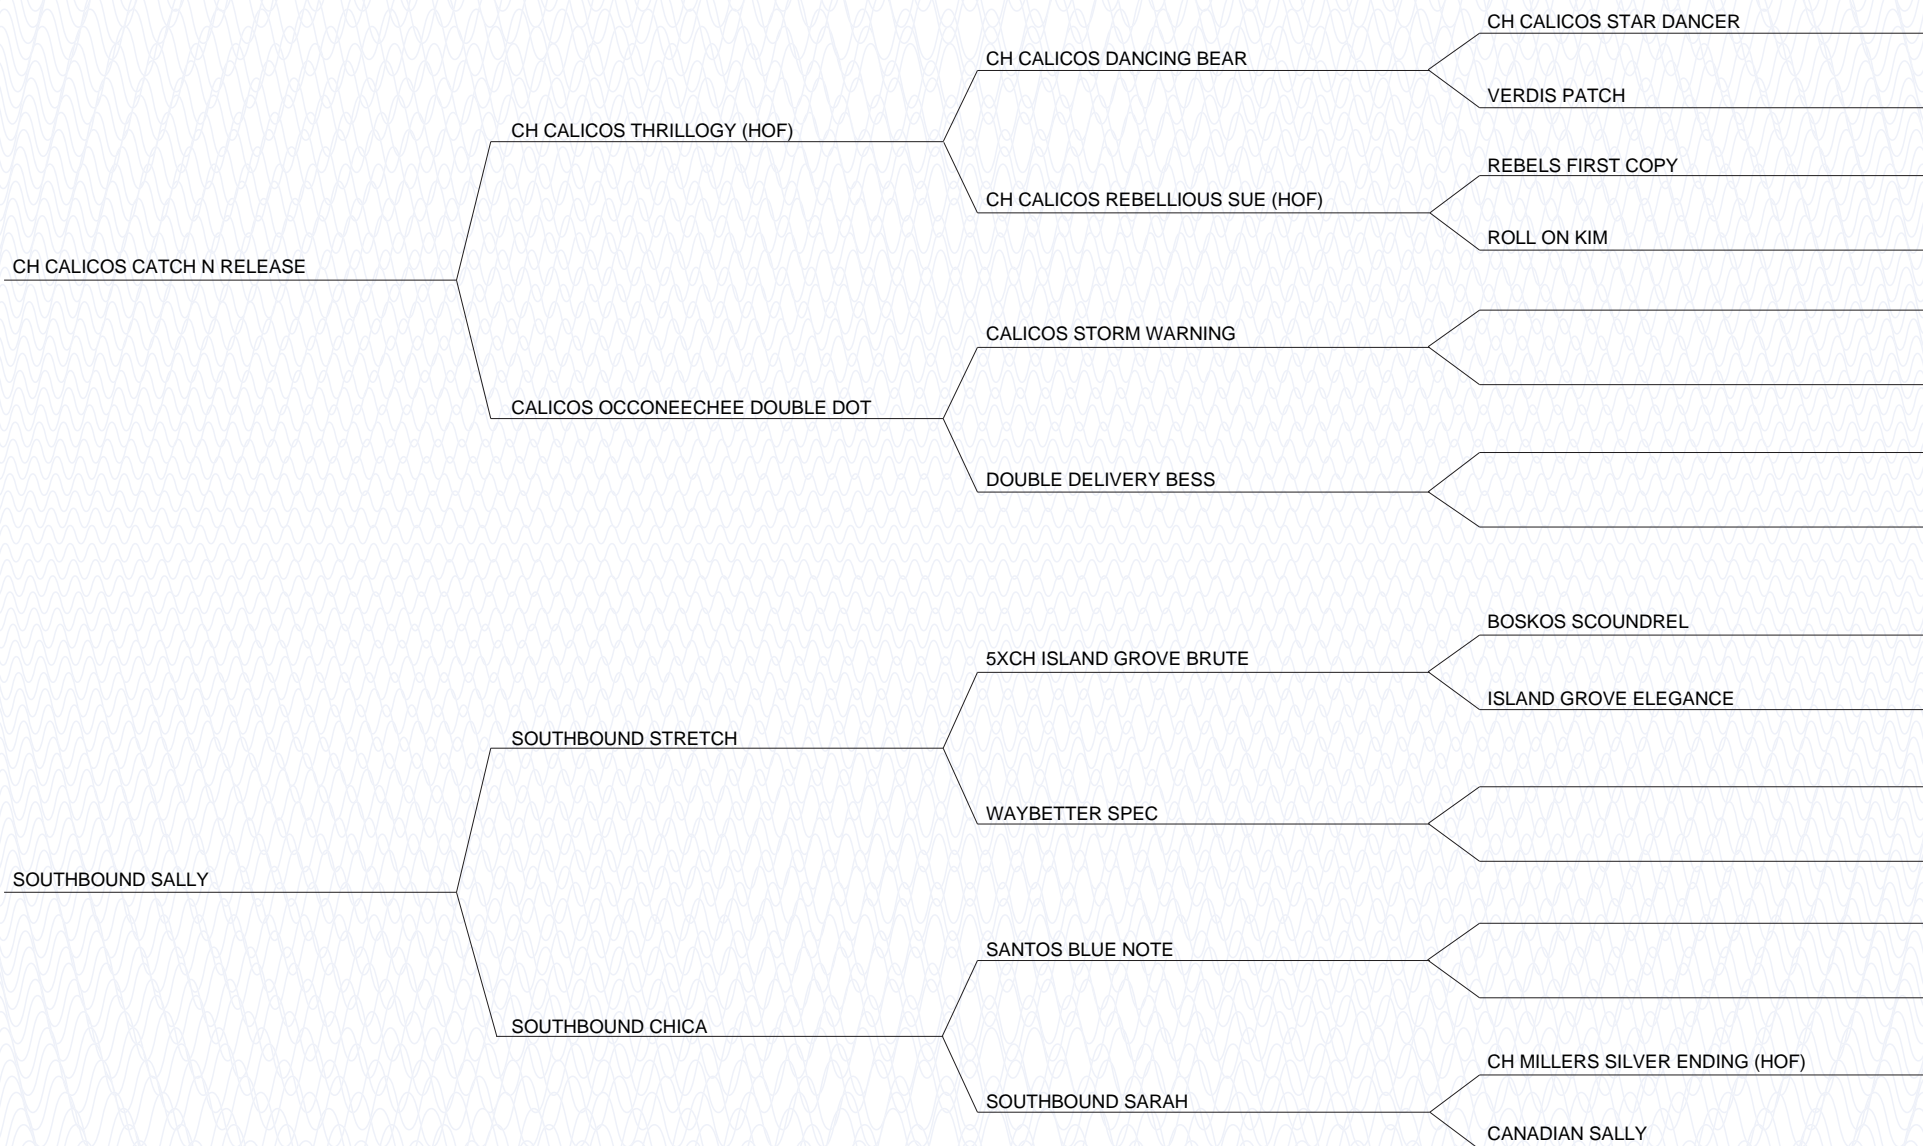 CH CALICOS STAR DANCER
CH CALICOS DANCING BEAR
VERDIS PATCH
CH CALICOS THRILLOGY (HOF)
REBELS FIRST COPY
CH CALICOS REBELLIOUS SUE (HOF)
ROLL ON KIM
CH CALICOS CATCH N RELEASE
CALICOS STORM WARNING
CALICOS OCCONEECHEE DOUBLE DOT
DOUBLE DELIVERY BESS
BOSKOS SCOUNDREL
5XCH ISLAND GROVE BRUTE
ISLAND GROVE ELEGANCE
SOUTHBOUND STRETCH
WAYBETTER SPEC
SOUTHBOUND SALLY
SANTOS BLUE NOTE
SOUTHBOUND CHICA
CH MILLERS SILVER ENDING (HOF)
SOUTHBOUND SARAH
CANADIAN SALLY